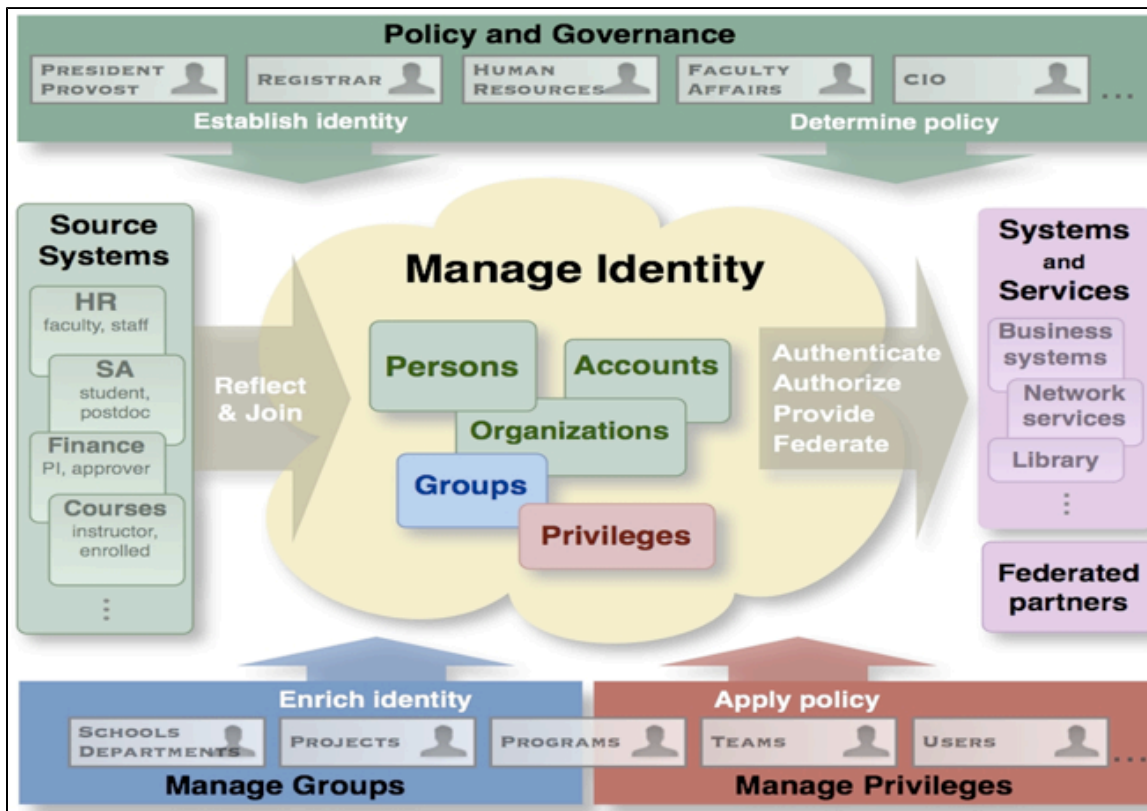 Policy and Governance
PRESIDENT
PROVOST
REGISTRAR
HUMAN
RESOURCES
FACULTY
AFFAIRS
CIO
...
Establish identity
Determine policy
Source
Systems
HR
faculty, staff
SA
student,
postdoc
Finance
PI, approver
Courses
instructor,
enrolled
⋮
Reflect
& Join
Manage Identity
Persons
Accounts
Organizations
Groups
Privileges
Authenticate
Authorize
Provide
Federate
Systems
and
Services
Business
systems
Network
services
Library
⋮
Federated
partners
Enrich identity
Apply policy
SCHOOLS
DEPARTMENTS
PROJECTS
PROGRAMS
TEAMS
USERS
...
Manage Groups
Manage Privileges